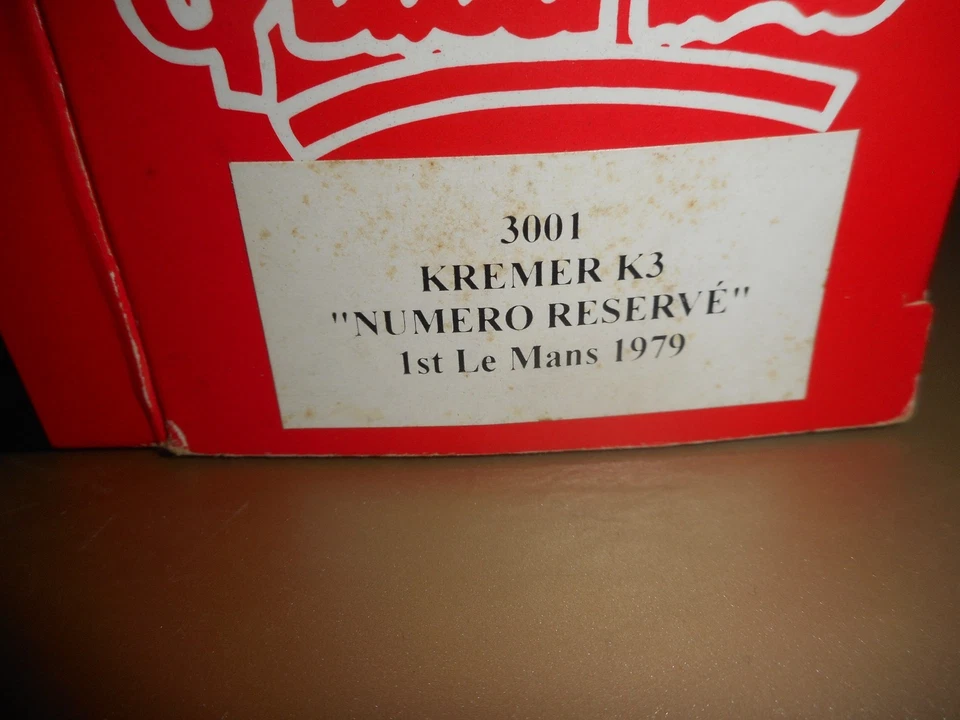 3001
KREMER K3
"NUMERO RESERVÉ"
1st Le Mans 1979